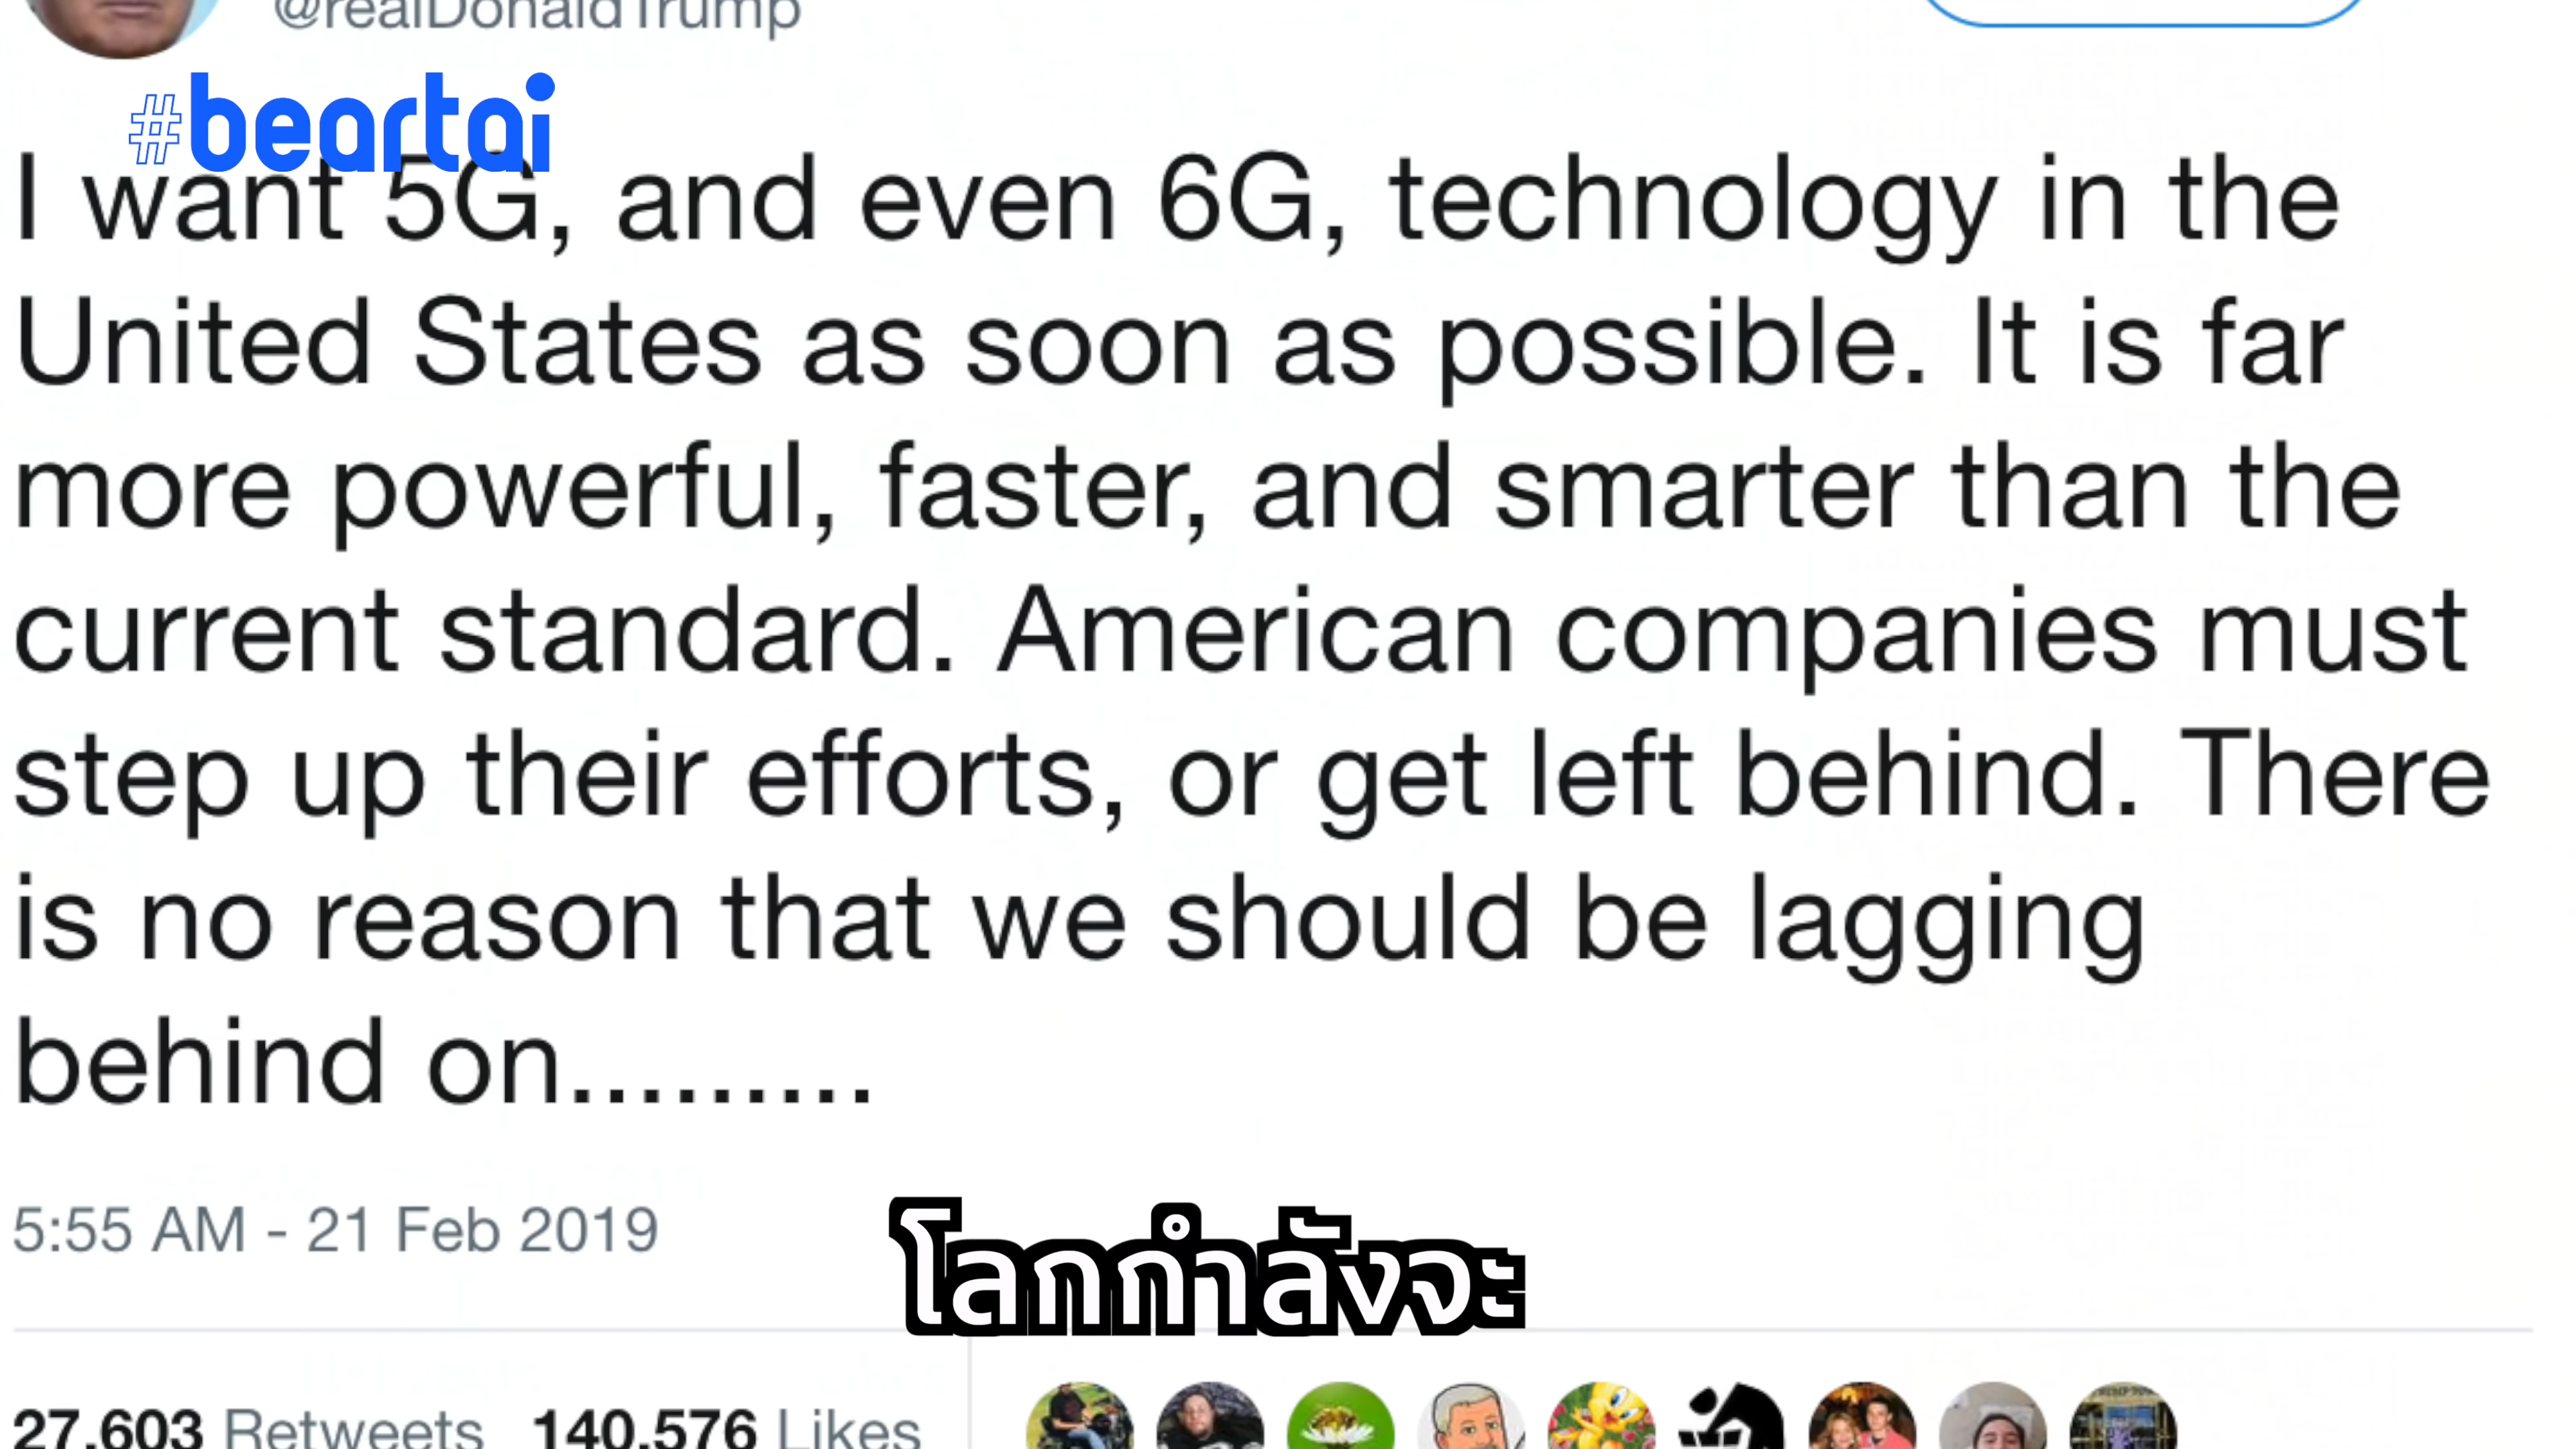 @realDonaldTrump
#beartai
I want 5G, and even 6G, technology in the
United States as soon as possible. It is far
more powerful, faster, and smarter than the
current standard. American companies must
step up their efforts, or get left behind. There
is no reason that we should be lagging
behind on.........
5:55 AM - 21 Feb 2019
โลกกำลังจะ
27,603 Retweets 140,576 Likes